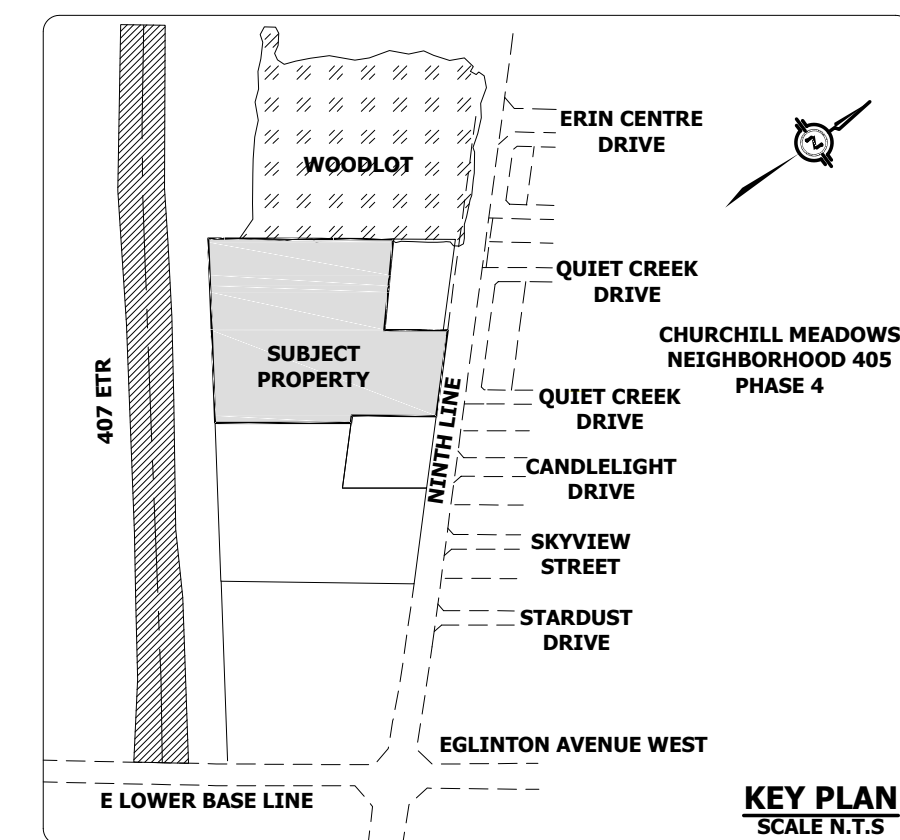 ERIN CENTRE
DRIVE
WOODLOT
QUIET CREEK
DRIVE
CHURCHILL MEADOWS
NEIGHBORHOOD 405
PHASE 4
SUBJECT
PROPERTY
407 ETR
NINTH LINE
QUIET CREEK
DRIVE
CANDLELIGHT
DRIVE
SKYVIEW
STREET
STARDUST
DRIVE
EGLINTON AVENUE WEST
E LOWER BASE LINE
KEY PLAN
SCALE N.T.S
N